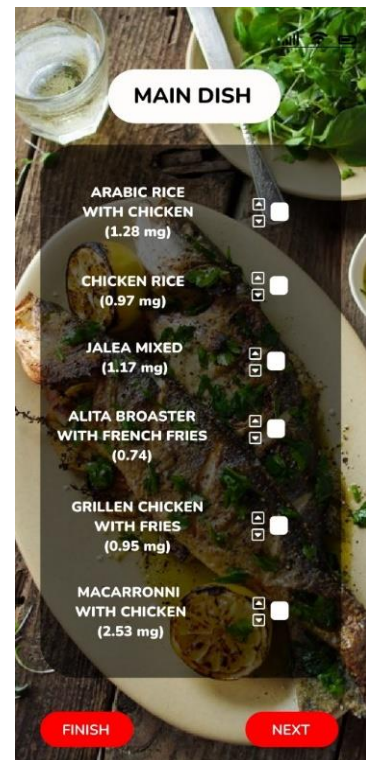 MAIN DISH
ARABIC RICE
WITH CHICKEN
(1.28 mg)
CHICKEN RICE
(0.97 mg)
JALEA MIXED
(1.17 mg)
ALITA BROASTER
WITH FRENCH FRIES
(0.74)
GRILLEN CHICKEN
WITH FRIES
(0.95 mg)
MACARRONNI
WITH CHICKEN
(2.53 mg)
FINISH
NEXT